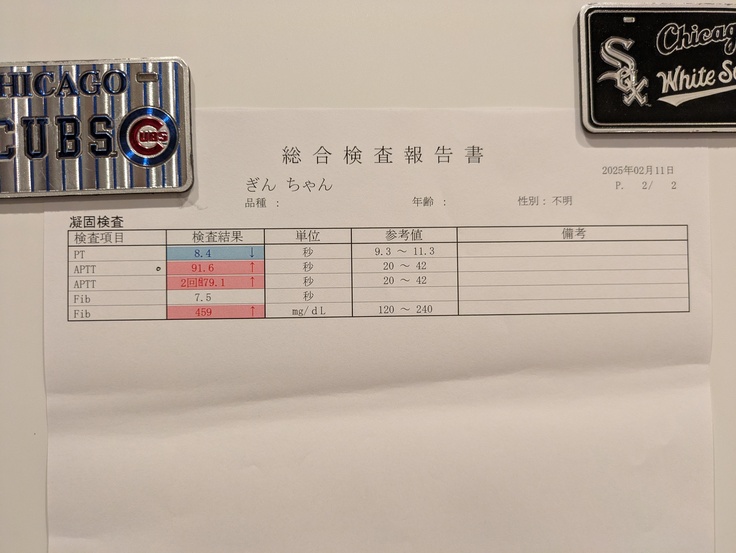 CHICAGO
CUBS
CUBS
Sox
Chicago
White Sox
総合検査報告書
2025年02月11日
ぎん ちゃん
P. 2/ 2
品種 : 年齢 : 性別 : 不明
凝固検査
検査項目 検査結果 単位 参考値 備考
PT 8.4 ↓ 秒 9.3 ～ 11.3
APTT 91.6 ↑ 秒 20 ～ 42
APTT 2回目79.1 ↑ 秒 20 ～ 42
Fib 7.5 秒
Fib 459 ↑ mg/dL 120 ～ 240